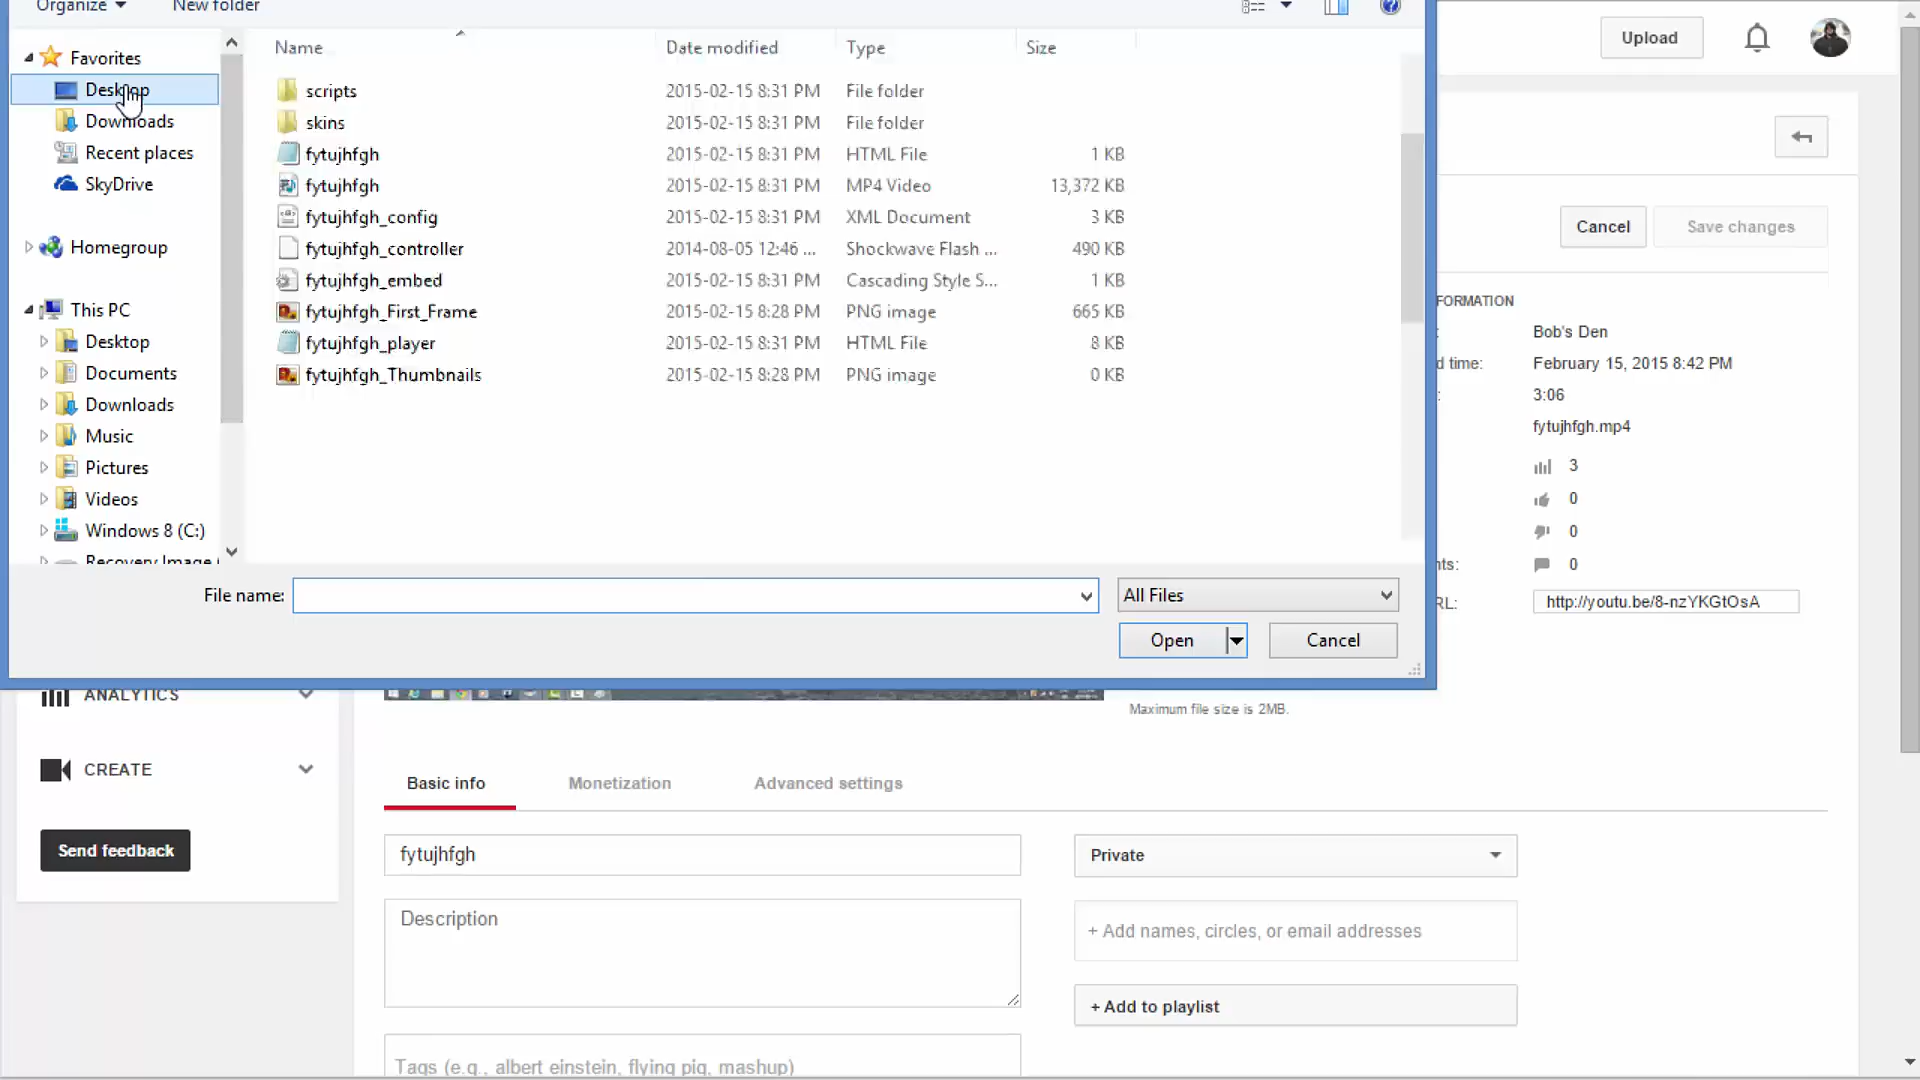 Organize New folder
Upload
Favorites
Desktop
Downloads
Recent places
SkyDrive
Homegroup
This PC
Desktop
Documents
Downloads
Music
Pictures
Videos
Windows 8 (C:)
Recovery Image
Name Date modified Type Size
scripts 2015-02-15 8:31 PM File folder
skins 2015-02-15 8:31 PM File folder
fytujhfgh 2015-02-15 8:31 PM HTML File 1 KB
fytujhfgh 2015-02-15 8:31 PM MP4 Video 13,372 KB
fytujhfgh_config 2015-02-15 8:31 PM XML Document 3 KB
fytujhfgh_controller 2014-08-05 12:46 ... Shockwave Flash ... 490 KB
fytujhfgh_embed 2015-02-15 8:31 PM Cascading Style S... 1 KB
fytujhfgh_First_Frame 2015-02-15 8:28 PM PNG image 665 KB
fytujhfgh_player 2015-02-15 8:31 PM HTML File 8 KB
fytujhfgh_Thumbnails 2015-02-15 8:28 PM PNG image 0 KB
File name: All Files
Open Cancel
Cancel Save changes
FORMATION
Bob's Den
d time: February 15, 2015 8:42 PM
: 3:06
fytujhfgh.mp4
3
0
0
nts: 0
RL: http://youtu.be/8-nzYKGtOsA
Maximum file size is 2MB.
ANALYTICS
CREATE
Send feedback
Basic info Monetization Advanced settings
fytujhfgh
Description
Tags (e.g., albert einstein, flying pig, mashup)
Private
+ Add names, circles, or email addresses
+ Add to playlist